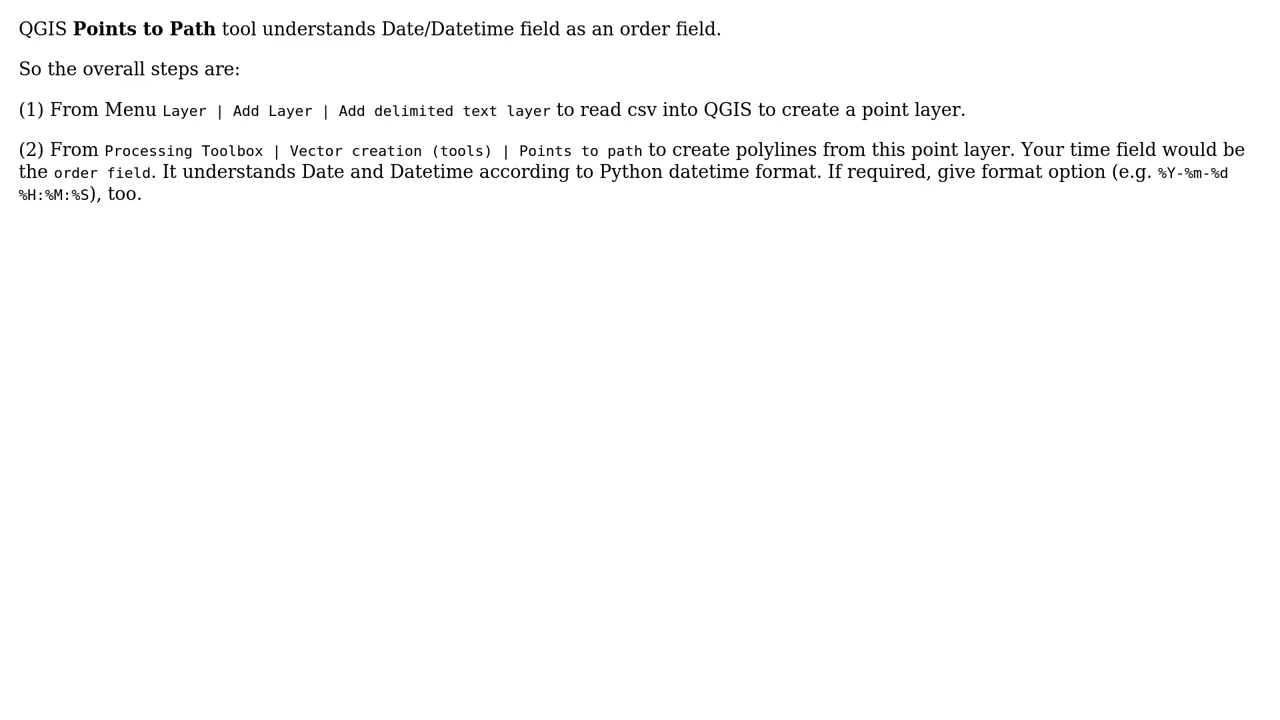 QGIS Points to Path tool understands Date/Datetime field as an order field.
So the overall steps are:
(1) From Menu Layer | Add Layer | Add delimited text layer to read csv into QGIS to create a point layer.
(2) From Processing Toolbox | Vector creation (tools) | Points to path to create polylines from this point layer. Your time field would be
the order field. It understands Date and Datetime according to Python datetime format. If required, give format option (e.g. %Y-%m-%d
%H:%M:%S), too.